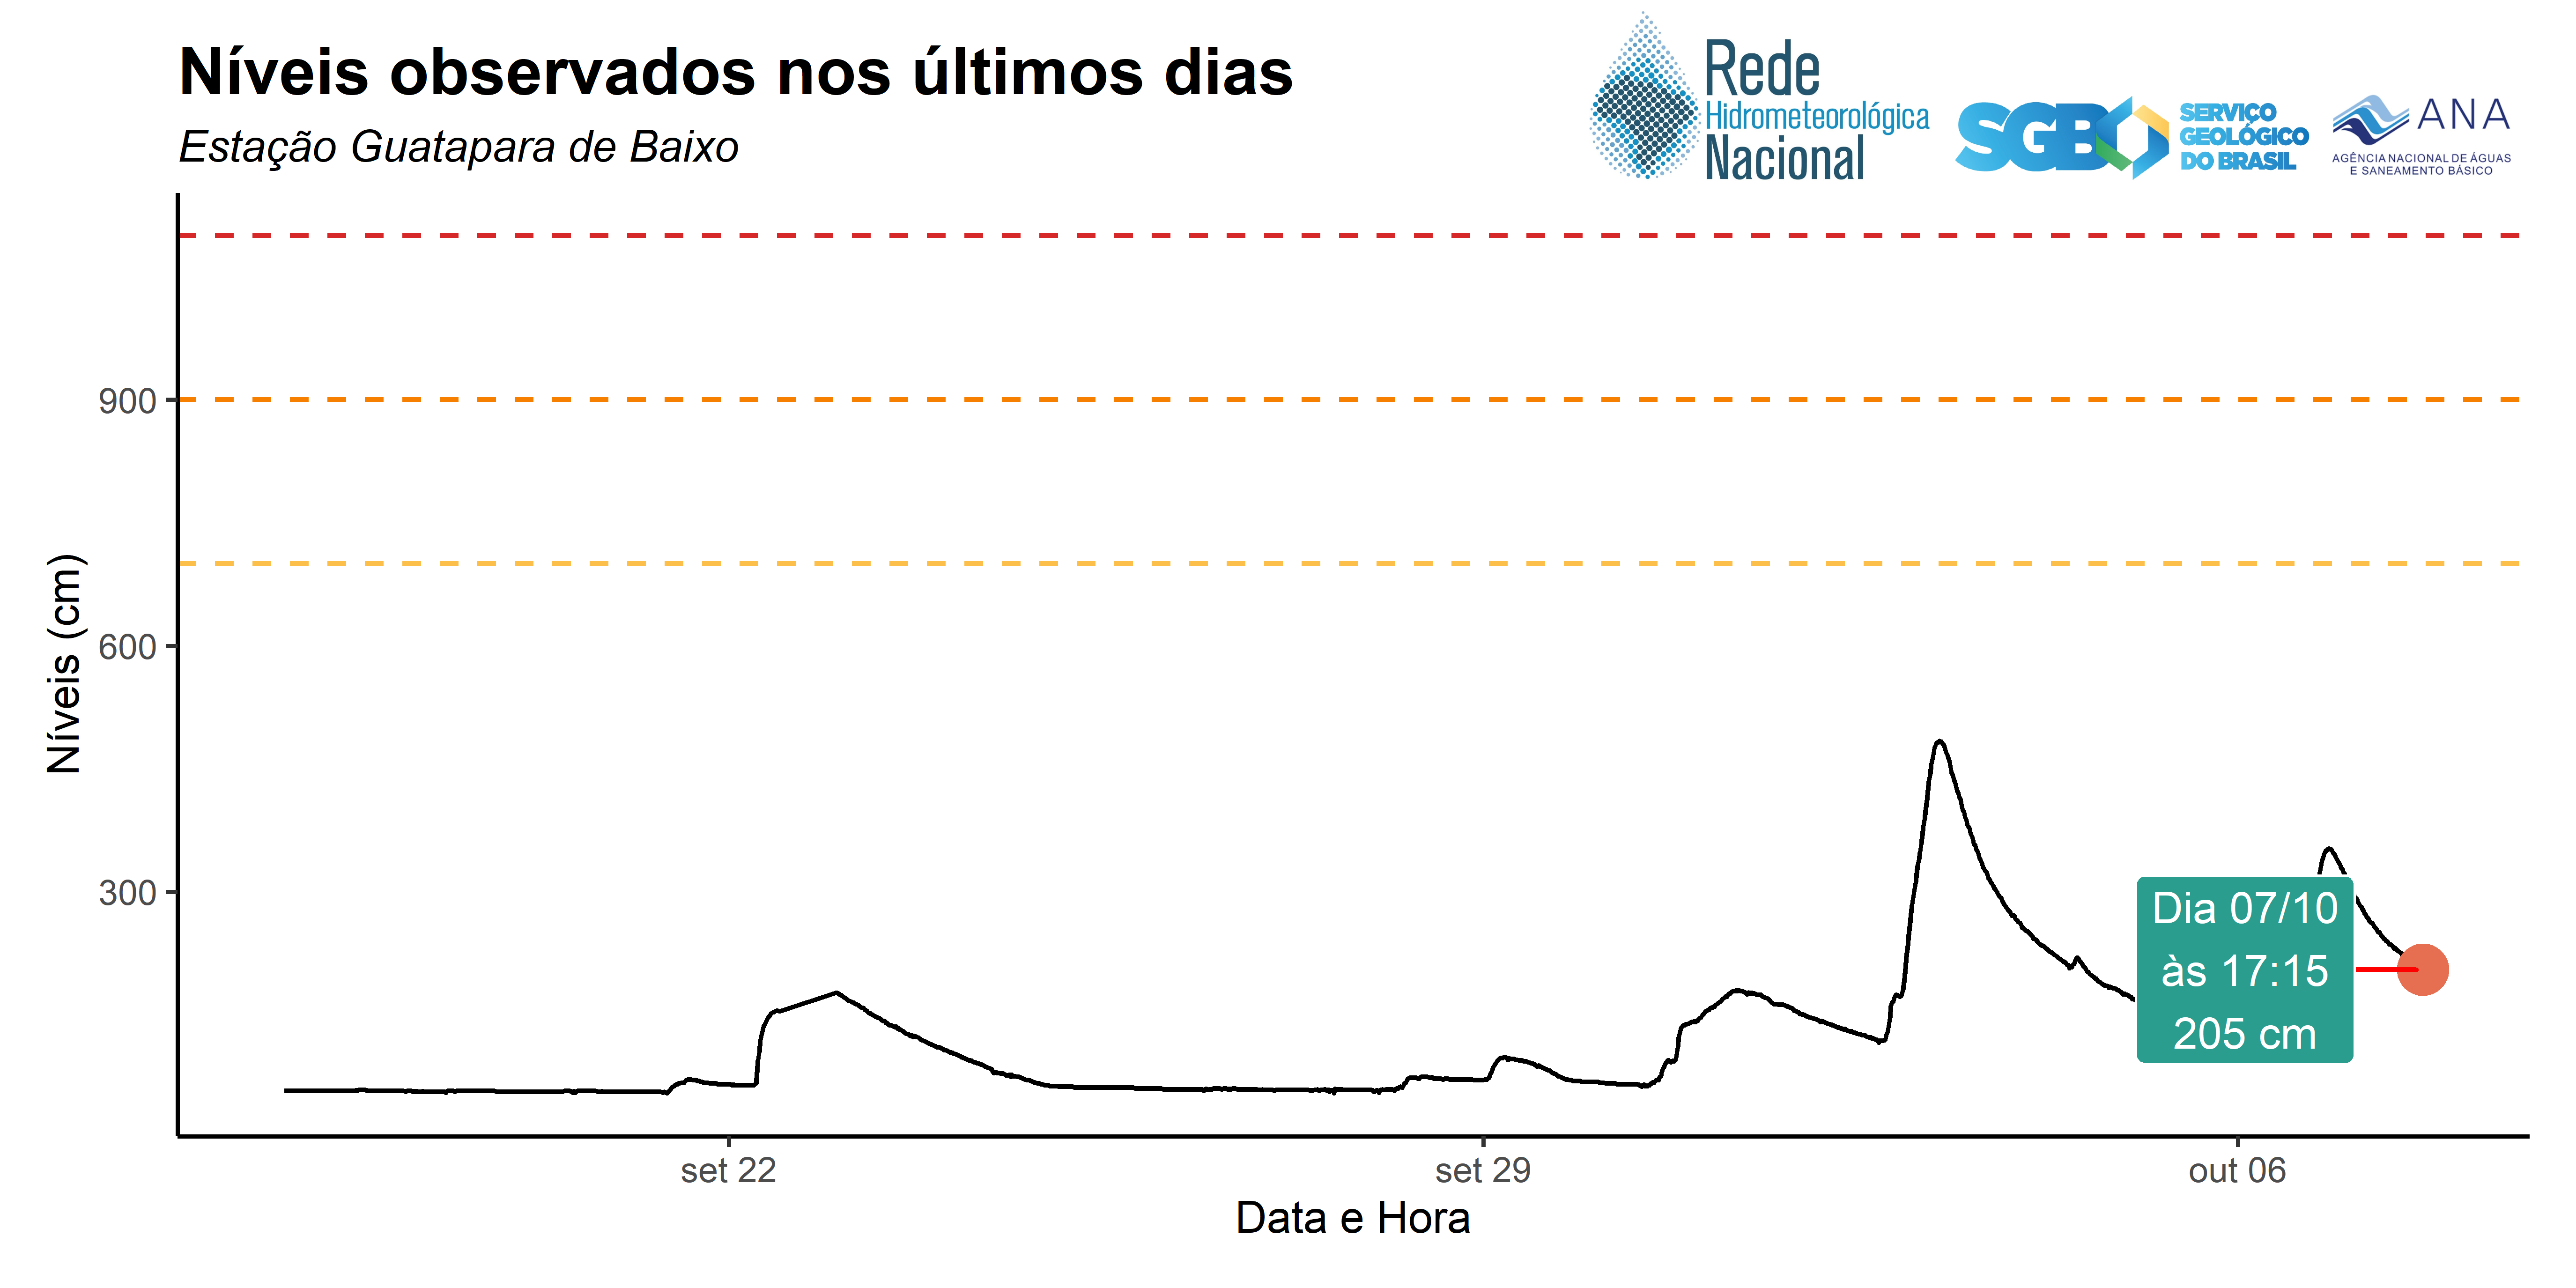 Níveis observados nos últimos dias
Estação Guatapara de Baixo
Rede
Hidrometeorológica
Nacional
SGB
SERVIÇO
GEOLÓGICO
DO BRASIL
ANA
AGÊNCIA NACIONAL DE ÁGUAS
E SANEAMENTO BÁSICO
Níveis (cm)
900
600
300
Dia 07/10
às 17:15
205 cm
set 22
set 29
out 06
Data e Hora